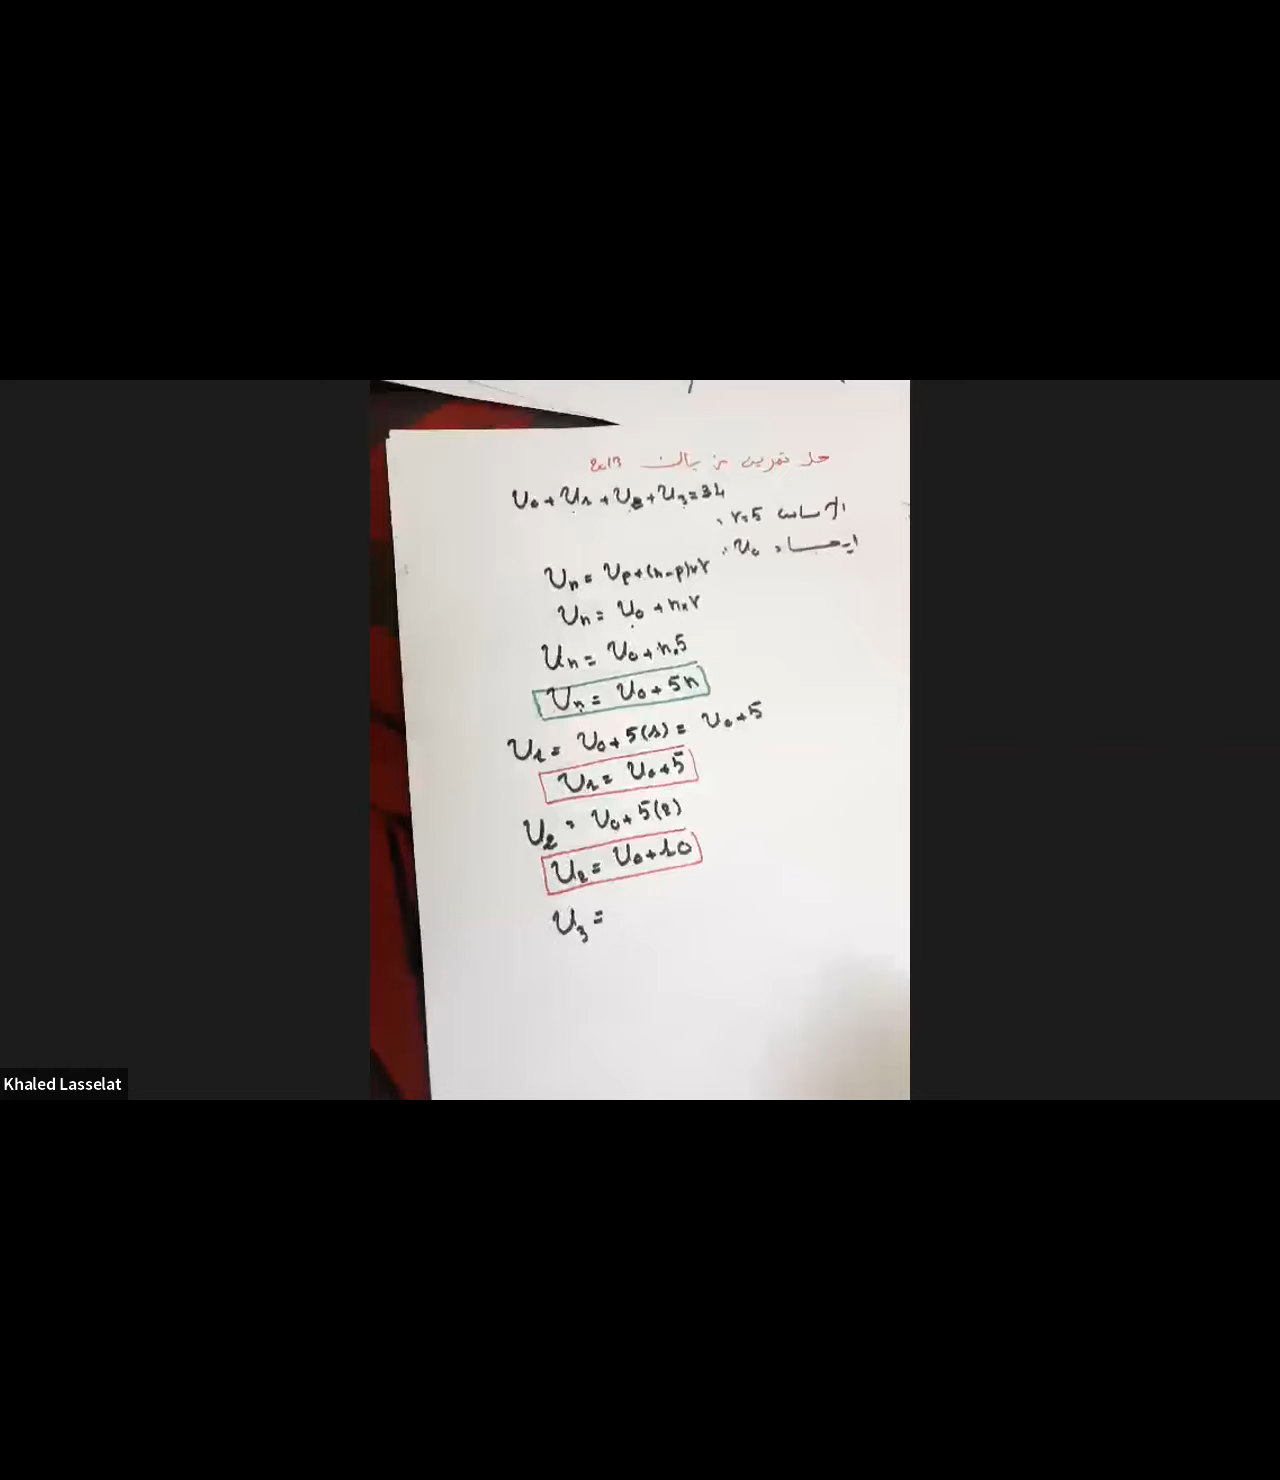 حل تمرين من باك 2013
U₀ + U₁ + U₂ + U₃ = 34
الأساس r=5
ايجاد U₀
Uₙ = Uₚ + (n-p)×r
Uₙ = U₀ + n×r
Uₙ = U₀ + n.5
Uₙ = U₀ + 5n
U₁ = U₀ + 5(1) = U₀ + 5
U₁ = U₀ + 5
U₂ = U₀ + 5(2)
U₂ = U₀ + 10
U₃ =
Khaled Lasselat